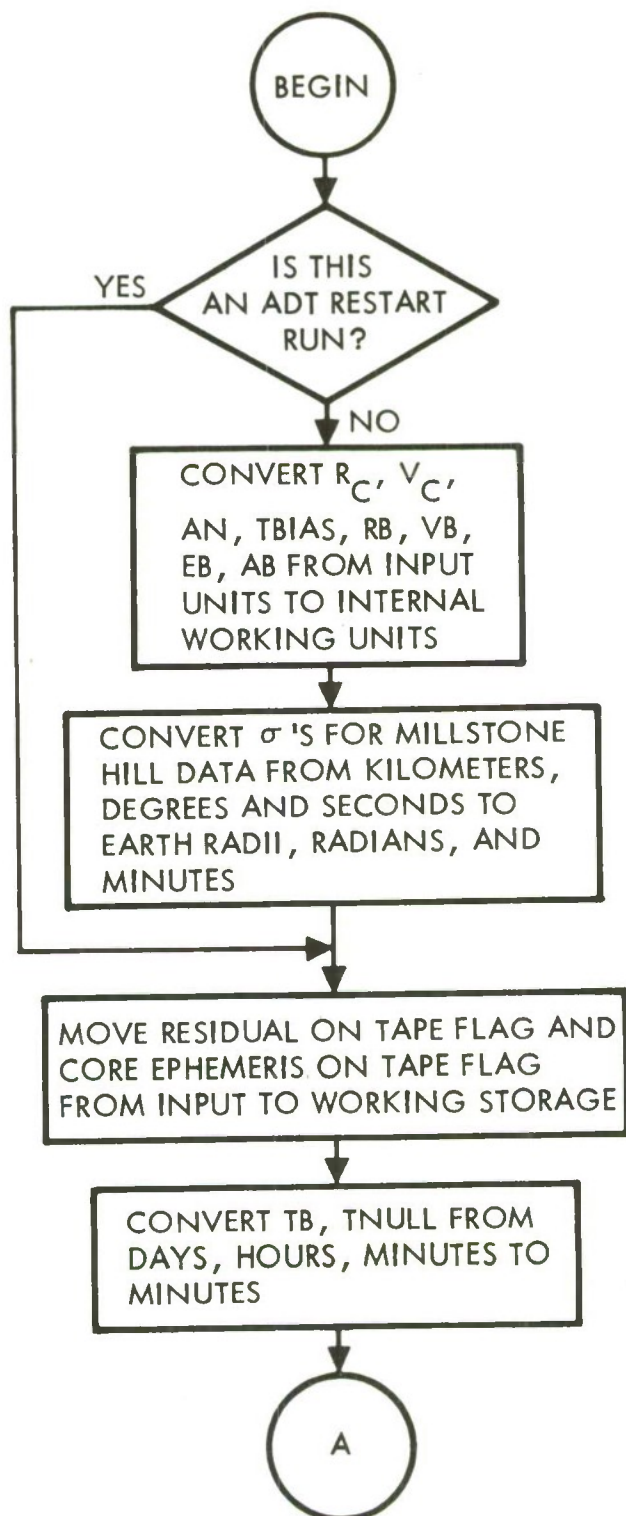 BEGIN
IS THIS
AN ADT RESTART
RUN?
YES
NO
CONVERT R_C, V_C,
AN, TBIAS, RB, VB,
EB, AB FROM INPUT
UNITS TO INTERNAL
WORKING UNITS
CONVERT σ'S FOR MILLSTONE
HILL DATA FROM KILOMETERS,
DEGREES AND SECONDS TO
EARTH RADII, RADIANS, AND
MINUTES
MOVE RESIDUAL ON TAPE FLAG AND
CORE EPHEMERIS ON TAPE FLAG
FROM INPUT TO WORKING STORAGE
CONVERT TB, TNULL FROM
DAYS, HOURS, MINUTES TO
MINUTES
A